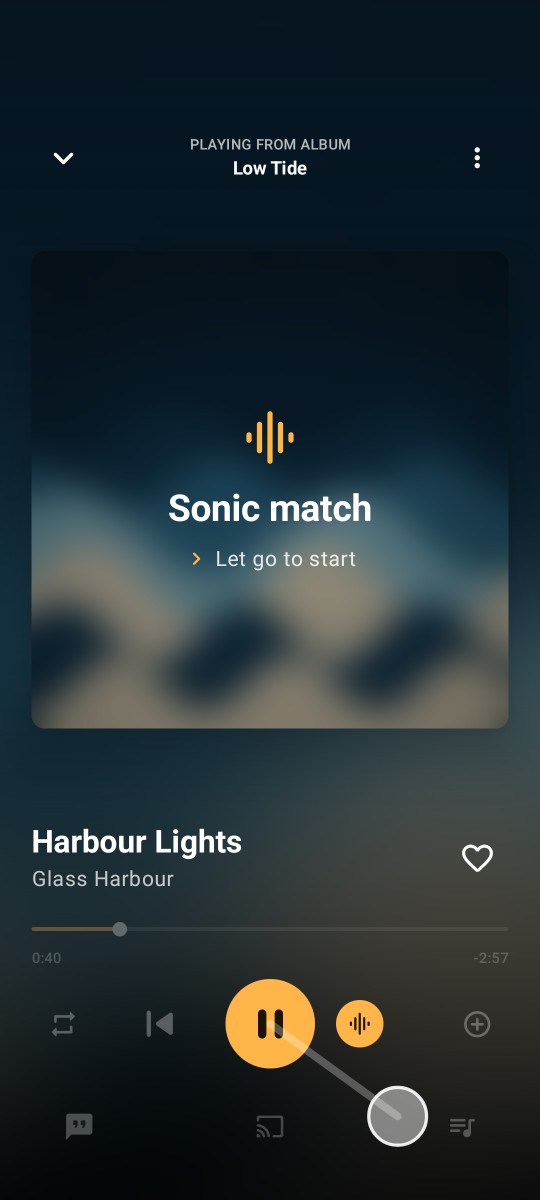 PLAYING FROM ALBUM
Low Tide
Sonic match
Let go to start
Harbour Lights
Glass Harbour
0:40
-2:57